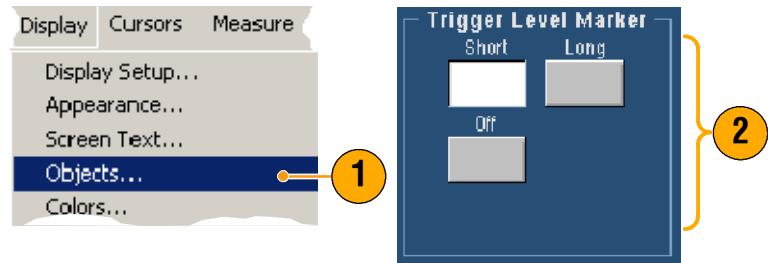 Display Cursors Measure
Display Setup...
Appearance...
Screen Text...
Objects...
Colors...
1
Trigger Level Marker
Short Long
Off
2